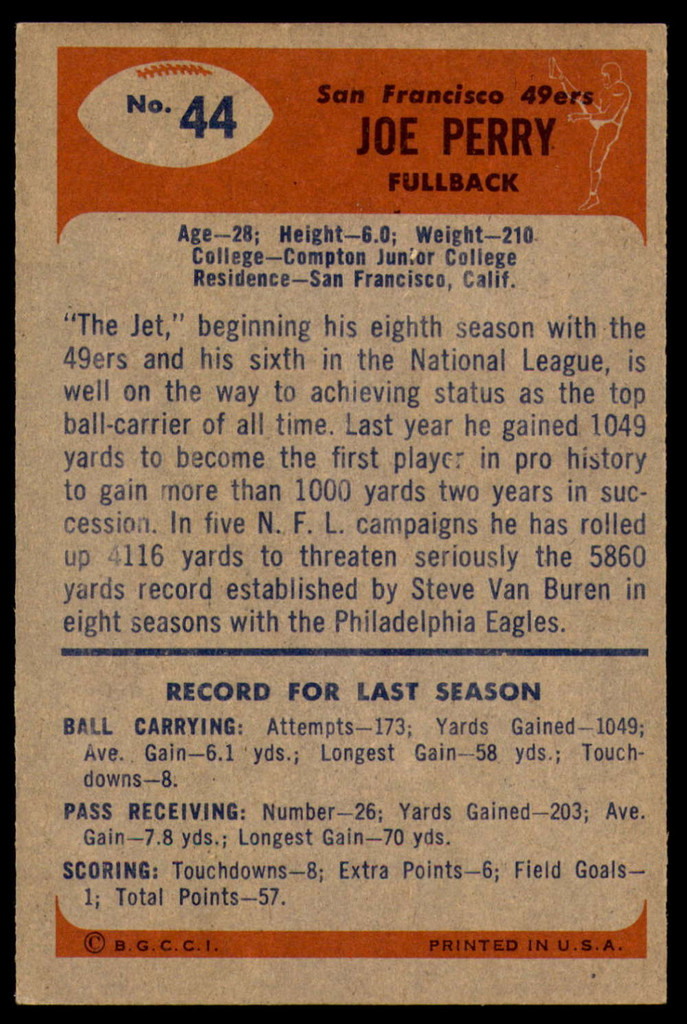 No. 44
San Francisco 49ers
JOE PERRY
FULLBACK
Age—28; Height—6.0; Weight—210
College—Compton Junior College
Residence—San Francisco, Calif.
"The Jet," beginning his eighth season with the
49ers and his sixth in the National League, is
well on the way to achieving status as the top
ball-carrier of all time. Last year he gained 1049
yards to become the first player in pro history
to gain more than 1000 yards two years in suc-
cession. In five N. F. L. campaigns he has rolled
up 4116 yards to threaten seriously the 5860
yards record established by Steve Van Buren in
eight seasons with the Philadelphia Eagles.
RECORD FOR LAST SEASON
BALL CARRYING: Attempts—173; Yards Gained—1049;
Ave. Gain—6.1 yds.; Longest Gain—58 yds.; Touch-
downs—8.
PASS RECEIVING: Number—26; Yards Gained—203; Ave.
Gain—7.8 yds.; Longest Gain—70 yds.
SCORING: Touchdowns—8; Extra Points—6; Field Goals—
1; Total Points—57.
© B.G.C.C.I. PRINTED IN U.S.A.